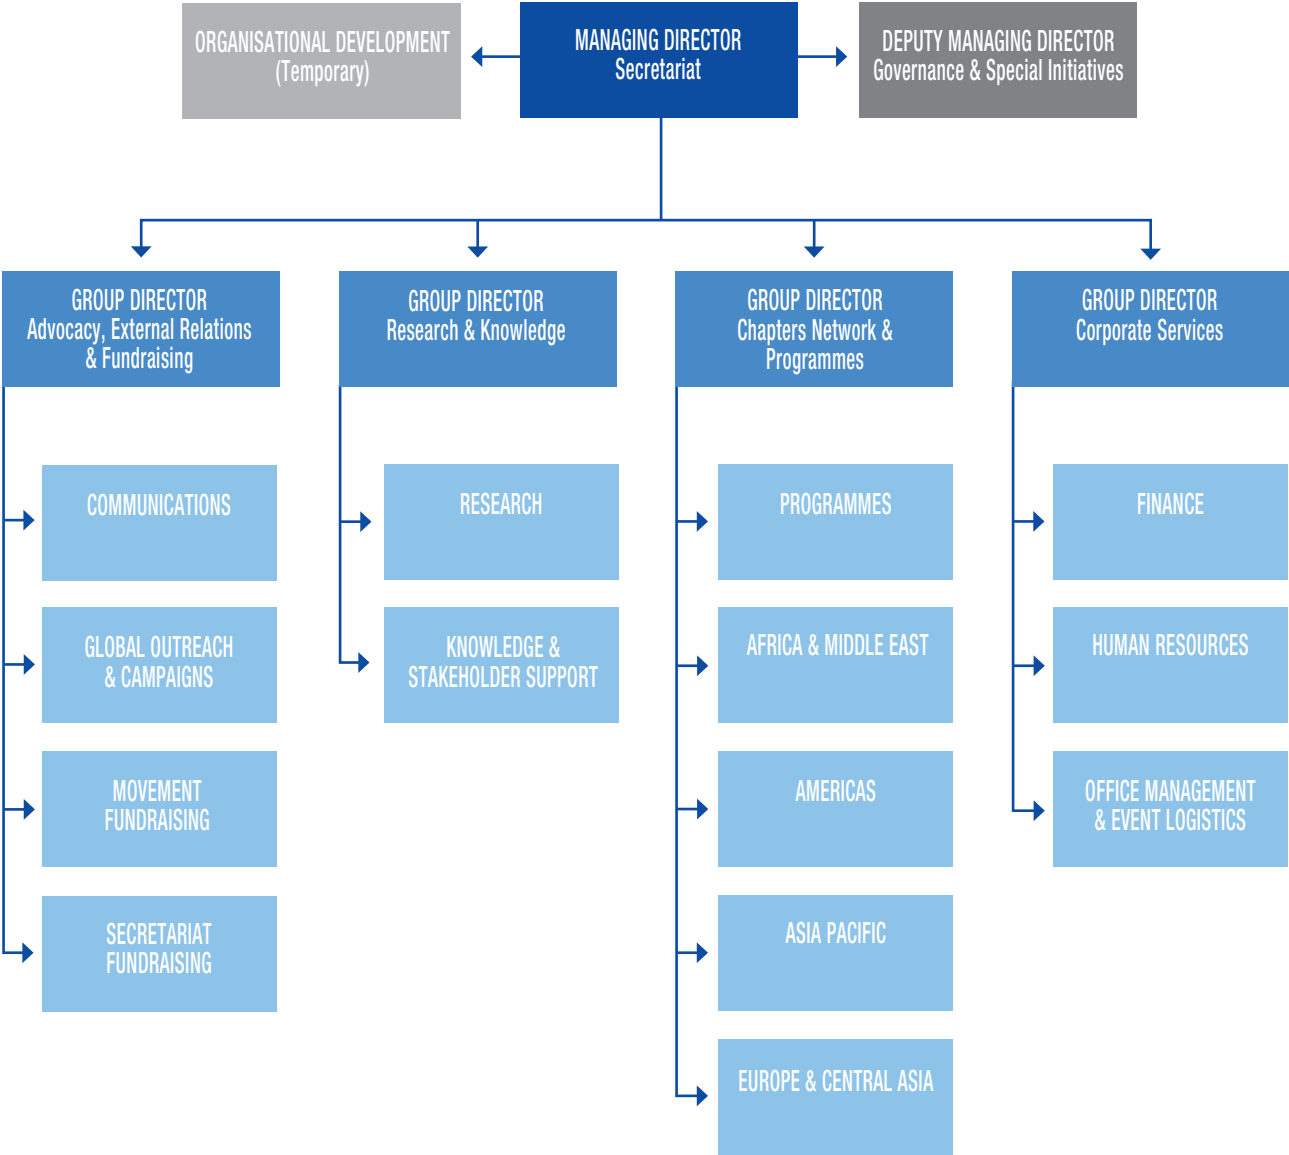 ORGANISATIONAL DEVELOPMENT
(Temporary)
MANAGING DIRECTOR
Secretariat
DEPUTY MANAGING DIRECTOR
Governance & Special Initiatives
GROUP DIRECTOR
Advocacy, External Relations
& Fundraising
GROUP DIRECTOR
Research & Knowledge
GROUP DIRECTOR
Chapters Network &
Programmes
GROUP DIRECTOR
Corporate Services
COMMUNICATIONS
GLOBAL OUTREACH
& CAMPAIGNS
MOVEMENT
FUNDRAISING
SECRETARIAT
FUNDRAISING
RESEARCH
KNOWLEDGE &
STAKEHOLDER SUPPORT
PROGRAMMES
AFRICA & MIDDLE EAST
AMERICAS
ASIA PACIFIC
EUROPE & CENTRAL ASIA
FINANCE
HUMAN RESOURCES
OFFICE MANAGEMENT
& EVENT LOGISTICS